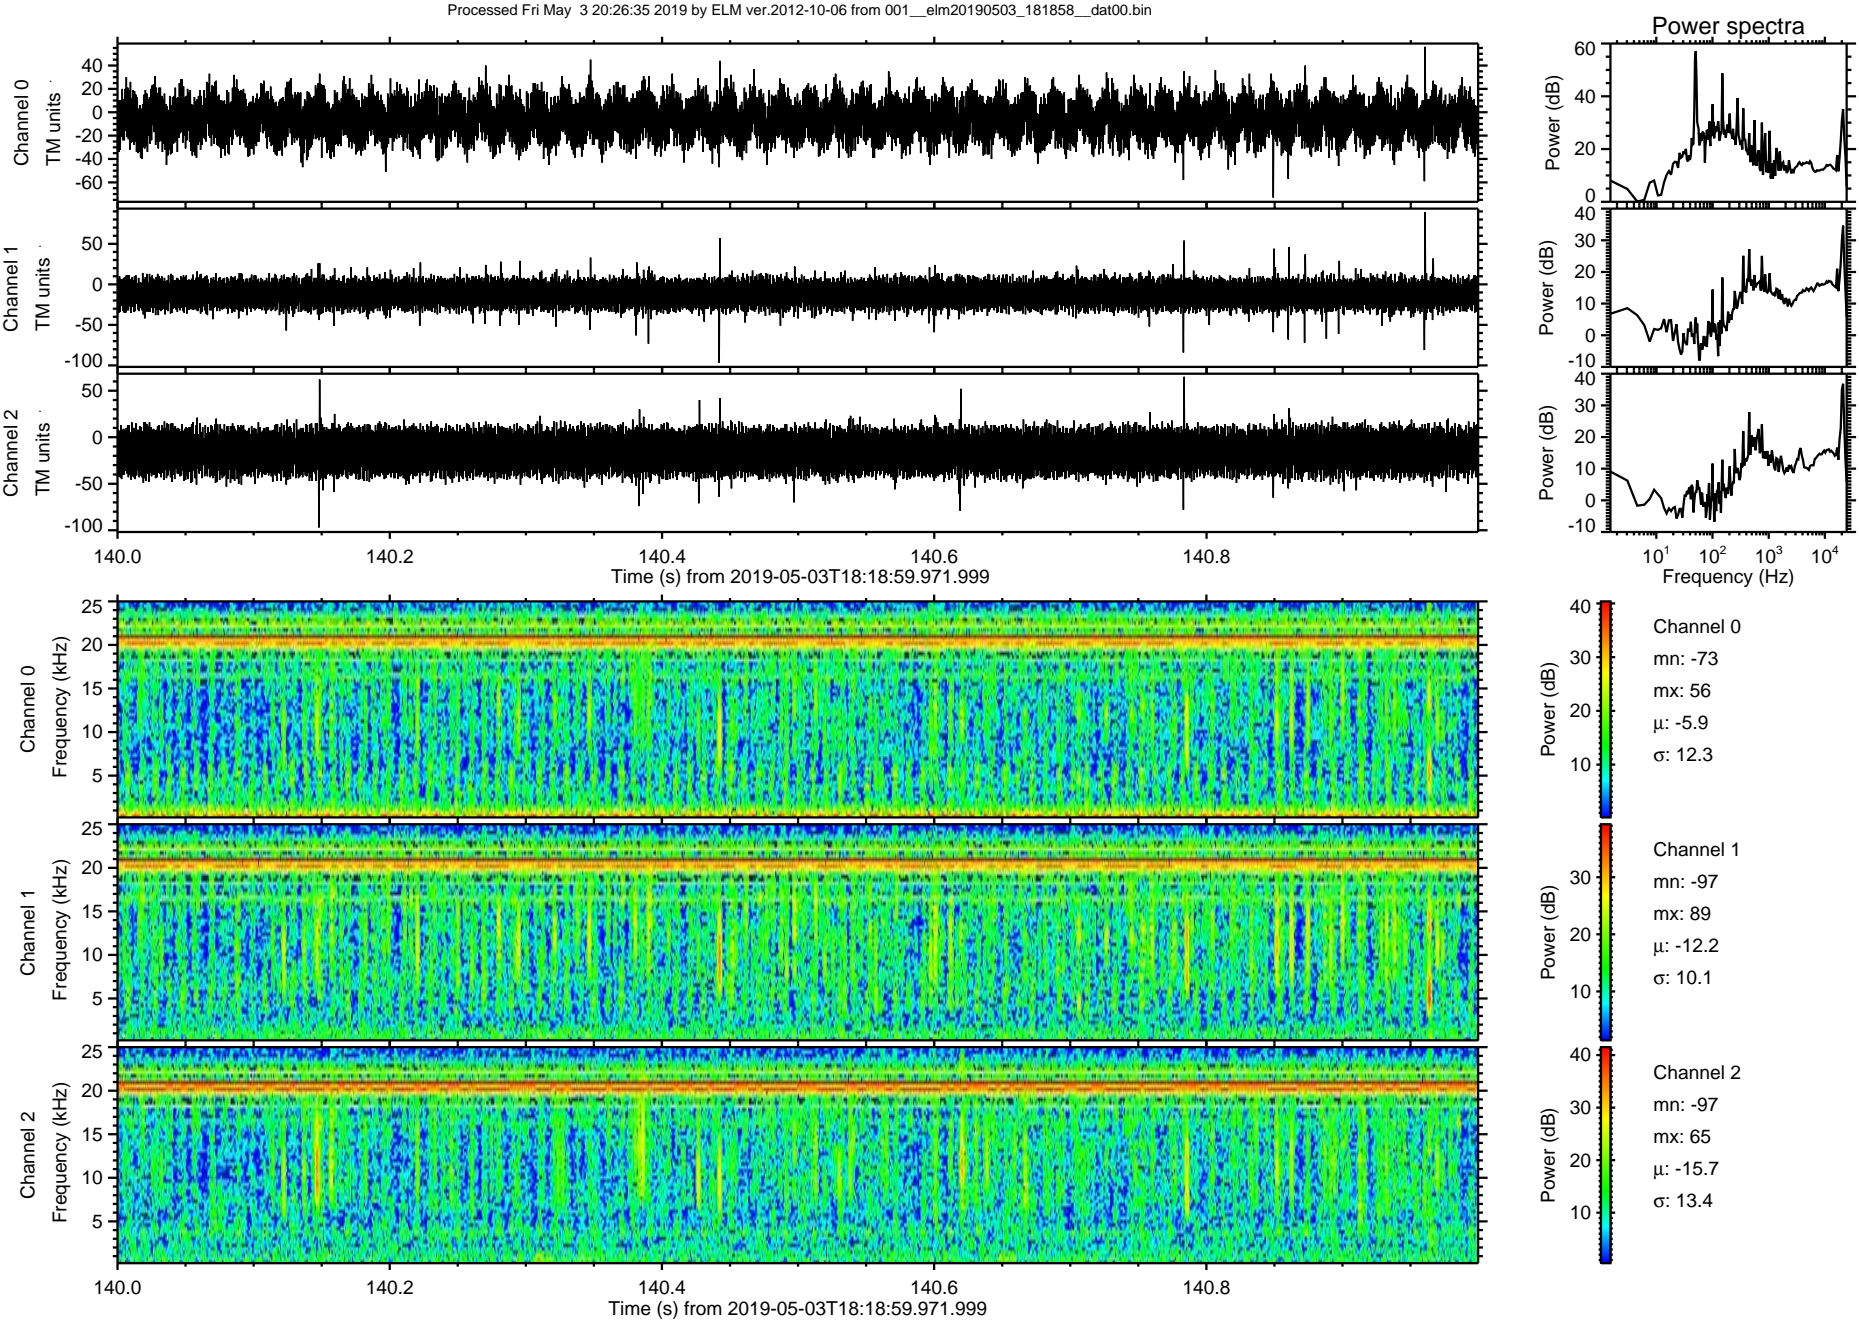 Processed Fri May  3 20:26:35 2019 by ELM ver.2012-10-06 from 001__elm20190503_181858__dat00.bin
Power spectra
Channel 0
TM units
40
20
0
-20
-40
-60
Power (dB)
60
40
20
0
Channel 1
TM units
50
0
-50
-100
Power (dB)
40
30
20
10
0
-10
Channel 2
TM units
50
0
-50
-100
Power (dB)
40
30
20
10
0
-10
140.0 140.2 140.4 140.6 140.8
Time (s) from 2019-05-03T18:18:59.971.999
10¹ 10² 10³ 10⁴
Frequency (Hz)
Channel 0
Frequency (kHz)
25
20
15
10
5
Power (dB)
40
30
20
10
Channel 0
mn: -73
mx: 56
μ: -5.9
σ: 12.3
Channel 1
Frequency (kHz)
25
20
15
10
5
Power (dB)
30
20
10
Channel 1
mn: -97
mx: 89
μ: -12.2
σ: 10.1
Channel 2
Frequency (kHz)
25
20
15
10
5
Power (dB)
40
30
20
10
Channel 2
mn: -97
mx: 65
μ: -15.7
σ: 13.4
140.0 140.2 140.4 140.6 140.8
Time (s) from 2019-05-03T18:18:59.971.999